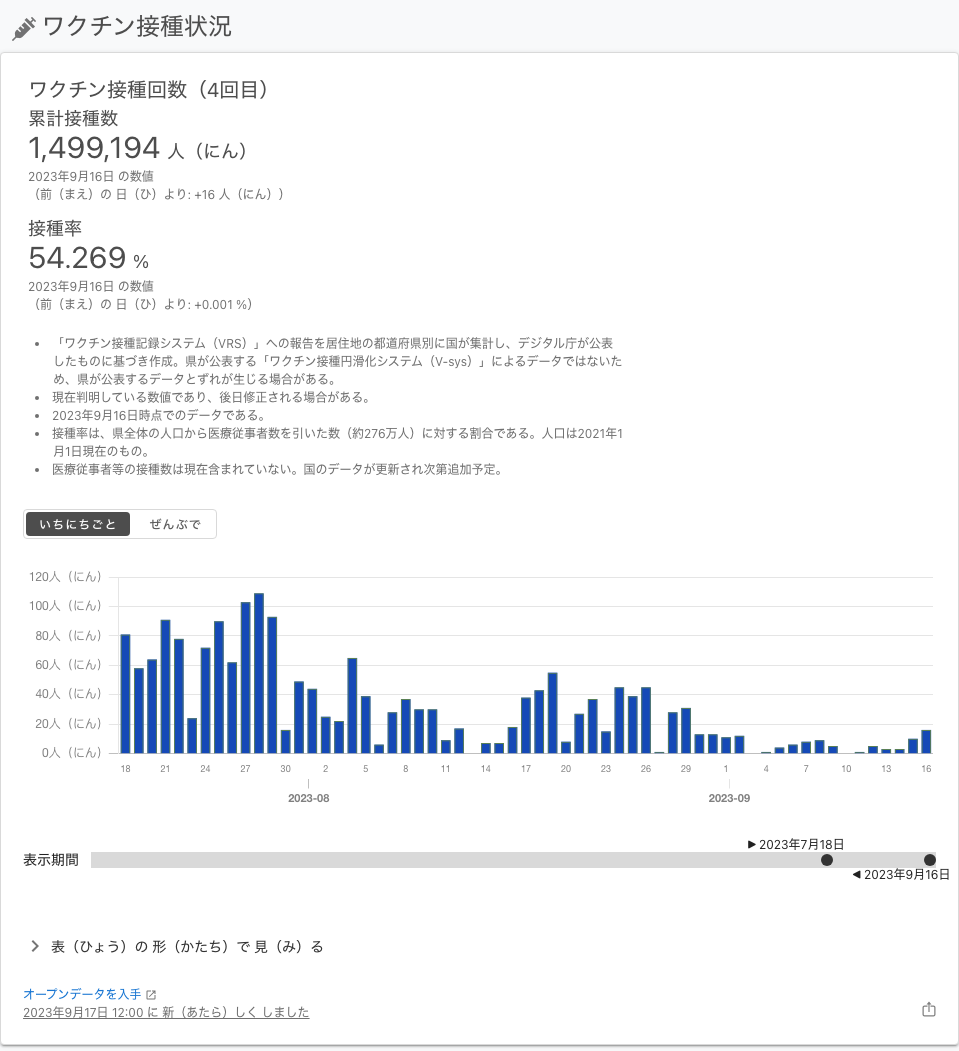 ワクチン接種状況
ワクチン接種回数（4回目）
累計接種数
1,499,194 人（にん）
2023年9月16日 の数値
（前（まえ）の 日（ひ）より: +16 人（にん））
接種率
54.269 %
2023年9月16日 の数値
（前（まえ）の 日（ひ）より: +0.001 %）
• 「ワクチン接種記録システム（VRS）」への報告を居住地の都道府県別に国が集計し、デジタル庁が公表
したものに基づき作成。県が公表する「ワクチン接種円滑化システム（V-sys）」によるデータではないた
め、県が公表するデータとずれが生じる場合がある。
• 現在判明している数値であり、後日修正される場合がある。
• 2023年9月16日時点でのデータである。
• 接種率は、県全体の人口から医療従事者数を引いた数（約276万人）に対する割合である。人口は2021年1
月1日現在のもの。
• 医療従事者等の接種数は現在含まれていない。国のデータが更新され次第追加予定。
いちにちごと ぜんぶで
120人（にん）
100人（にん）
80人（にん）
60人（にん）
40人（にん）
20人（にん）
0人（にん）
18 21 24 27 30 2 5 8 11 14 17 20 23 26 29 1 4 7 10 13 16
2023-08 2023-09
▶ 2023年7月18日
表示期間
◀ 2023年9月16日
表（ひょう）の 形（かたち）で 見（み）る
オープンデータを入手
2023年9月17日 12:00 に 新（あたら）しく しました